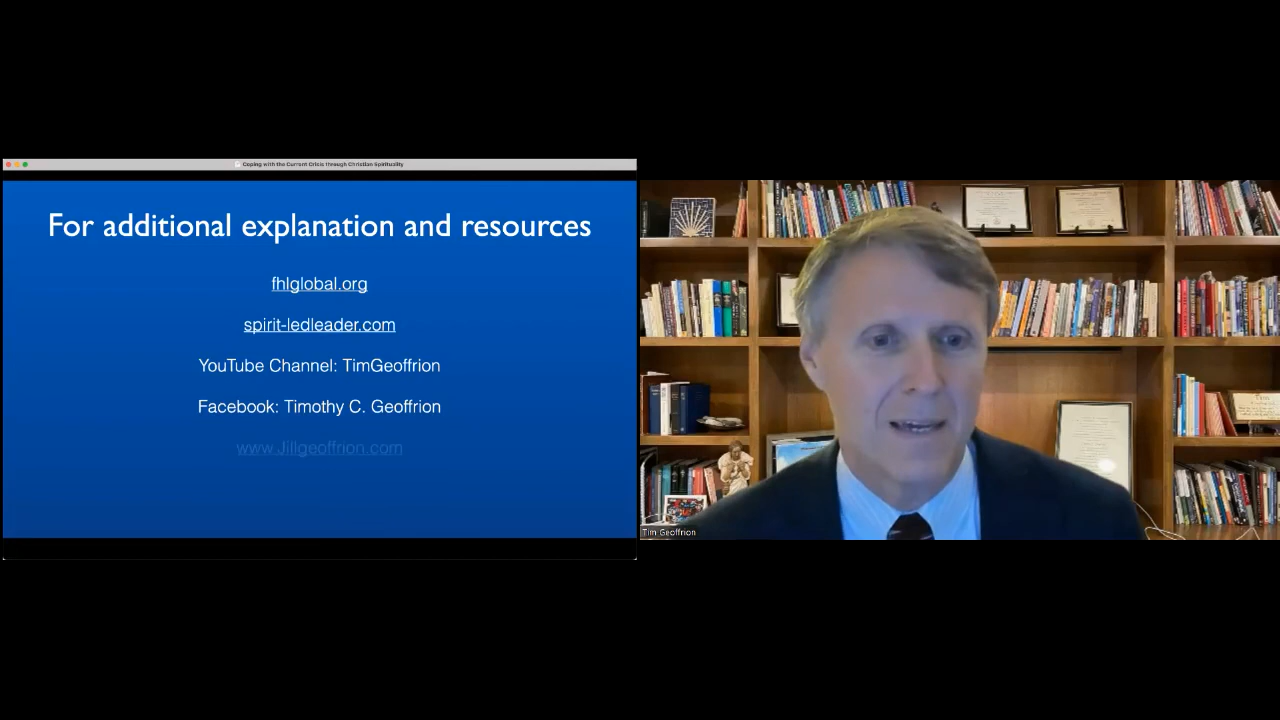 Coping with the Current Crisis through Christian Spirituality
For additional explanation and resources
fhlglobal.org
spirit-ledleader.com
YouTube Channel: TimGeoffrion
Facebook: Timothy C. Geoffrion
www.Jillgeoffrion.com
Tim Geoffrion